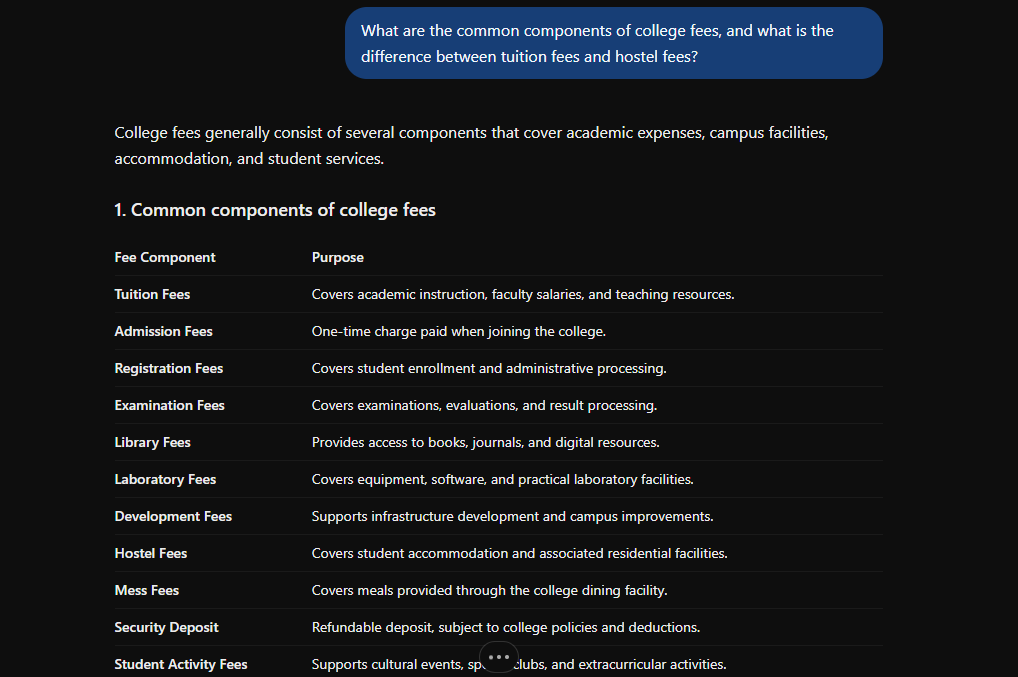 What are the common components of college fees, and what is the
difference between tuition fees and hostel fees?
College fees generally consist of several components that cover academic expenses, campus facilities,
accommodation, and student services.
1. Common components of college fees
Fee Component Purpose
Tuition Fees Covers academic instruction, faculty salaries, and teaching resources.
Admission Fees One-time charge paid when joining the college.
Registration Fees Covers student enrollment and administrative processing.
Examination Fees Covers examinations, evaluations, and result processing.
Library Fees Provides access to books, journals, and digital resources.
Laboratory Fees Covers equipment, software, and practical laboratory facilities.
Development Fees Supports infrastructure development and campus improvements.
Hostel Fees Covers student accommodation and associated residential facilities.
Mess Fees Covers meals provided through the college dining facility.
Security Deposit Refundable deposit, subject to college policies and deductions.
Student Activity Fees Supports cultural events, clubs, and extracurricular activities.